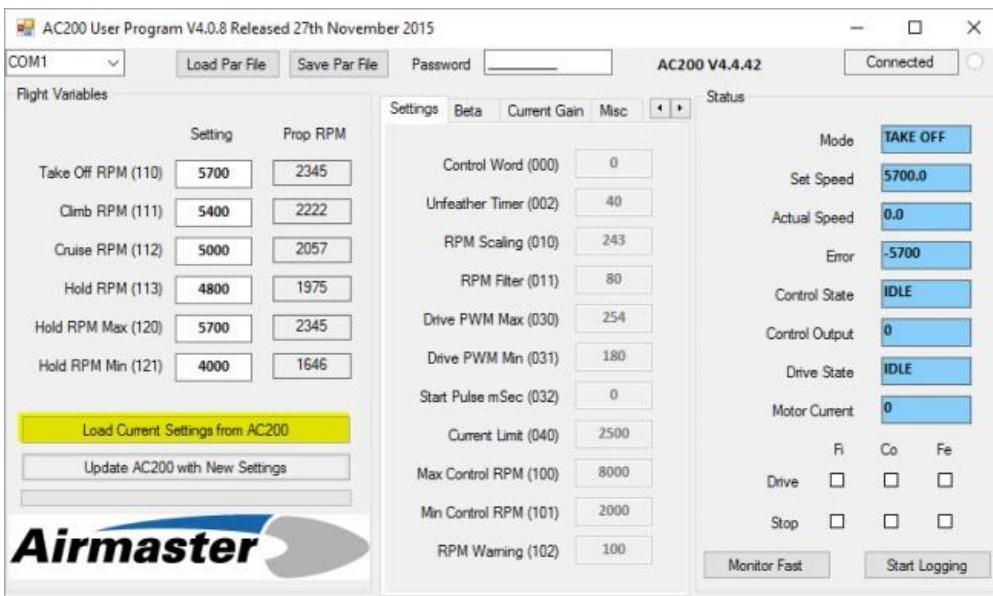 AC200 User Program V4.0.8 Released 27th November 2015
COM1 Load Par File Save Par File Password AC200 V4.4.42 Connected
Flight Variables
Setting Prop RPM
Take Off RPM (110) 5700 2345
Climb RPM (111) 5400 2222
Cruise RPM (112) 5000 2057
Hold RPM (113) 4800 1975
Hold RPM Max (120) 5700 2345
Hold RPM Min (121) 4000 1646
Load Current Settings from AC200
Update AC200 with New Settings
Airmaster
Settings Beta Current Gain Misc
Control Word (000) 0
Unfeather Timer (002) 40
RPM Scaling (010) 243
RPM Filter (011) 80
Drive PWM Max (030) 254
Drive PWM Min (031) 180
Start Pulse mSec (032) 0
Current Limit (040) 2500
Max Control RPM (100) 8000
Min Control RPM (101) 2000
RPM Warning (102) 100
Status
Mode TAKE OFF
Set Speed 5700.0
Actual Speed 0.0
Error -5700
Control State IDLE
Control Output 0
Drive State IDLE
Motor Current 0
Fi Co Fe
Drive
Stop
Monitor Fast Start Logging